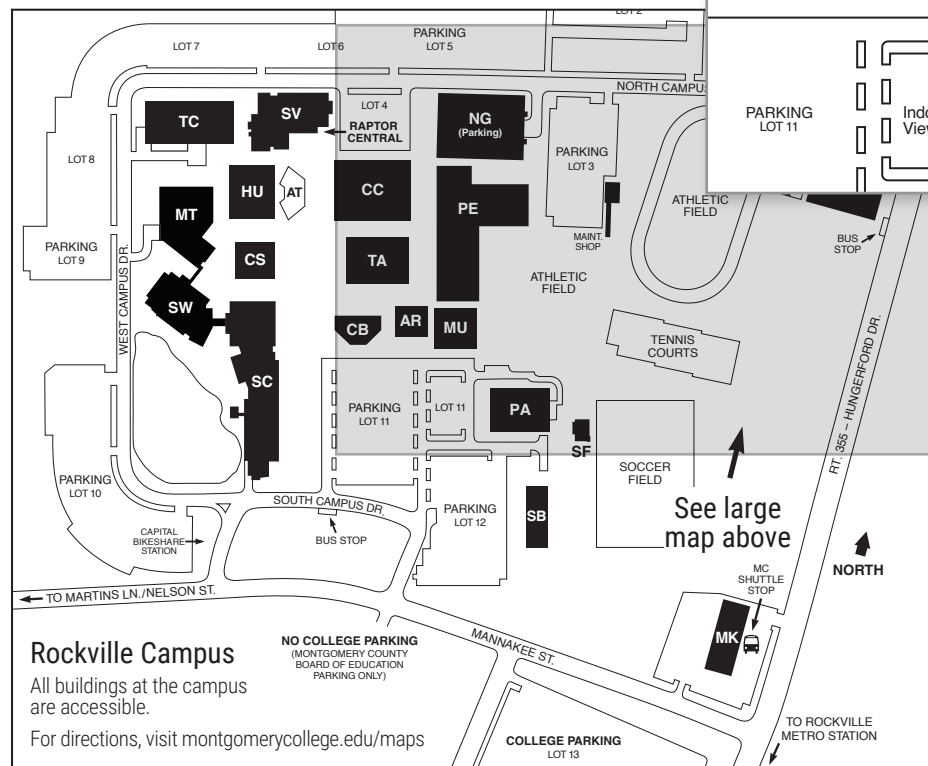 LOT 2
PARKING
LOT 5
LOT 7
LOT 6
NORTH CAMPU
PARKING
LOT 11
Indo
View
LOT 4
TC
SV
RAPTOR
CENTRAL
NG
(Parking)
PARKING
LOT 3
LOT 8
HU
AT
CC
PE
MT
ATHLETIC
FIELD
MAINT.
SHOP
BUS
STOP
PARKING
LOT 9
CS
TA
ATHLETIC
FIELD
WEST CAMPUS DR.
SW
CB
AR
MU
TENNIS
COURTS
RT. 355 – HUNGERFORD DR.
SC
PARKING
LOT 11
LOT 11
PA
SF
SOCCER
FIELD
PARKING
LOT 10
SOUTH CAMPUS DR.
PARKING
LOT 12
SB
See large
map above
CAPITAL
BIKESHARE
STATION
BUS STOP
NORTH
MC
SHUTTLE
STOP
TO MARTINS LN./NELSON ST.
MK
MANNAKEE ST.
NO COLLEGE PARKING
(MONTGOMERY COUNTY
BOARD OF EDUCATION
PARKING ONLY)
Rockville Campus
All buildings at the campus
are accessible.
For directions, visit montgomerycollege.edu/maps
COLLEGE PARKING
LOT 13
TO ROCKVILLE
METRO STATION